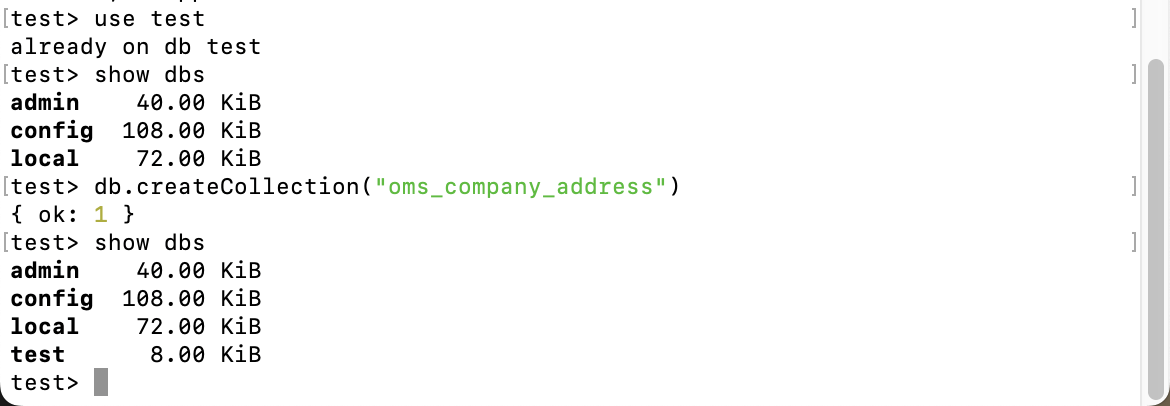 [test> use test ]
already on db test
[test> show dbs ]
admin 40.00 KiB
config 108.00 KiB
local 72.00 KiB
[test> db.createCollection("oms_company_address") ]
{ ok: 1 }
[test> show dbs ]
admin 40.00 KiB
config 108.00 KiB
local 72.00 KiB
test 8.00 KiB
test>